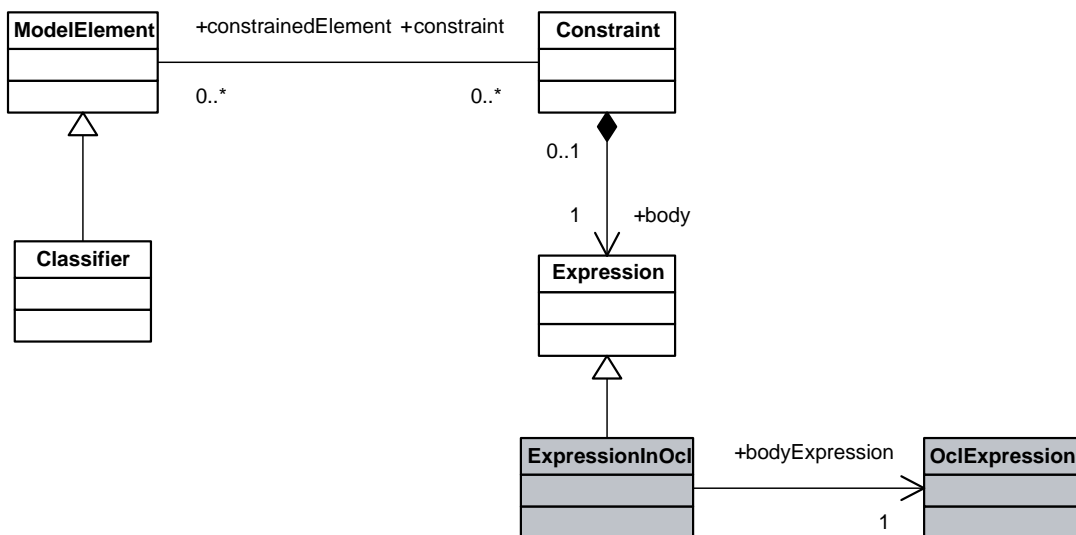 ModelElement
+constrainedElement +constraint
Constraint
0..*
0..*
0..1
1
+body
Classifier
Expression
ExpressionInOcl
+bodyExpression
OclExpression
1